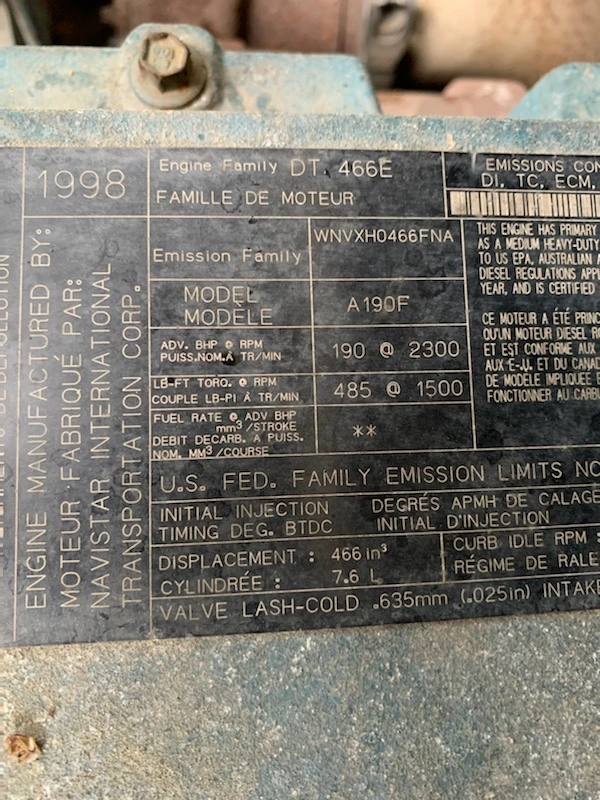 1998
Engine Family DT. 466E
FAMILLE DE MOTEUR
EMISSIONS CON
DI, TC, ECM,
ENGINE MANUFACTURED BY:
MOTEUR FABRIQUÉ PAR:
NAVISTAR INTERNATIONAL
TRANSPORTATION CORP.
Emission Family
WNVXH0466FNA
MODEL
MODÈLE
A190F
ADV. BHP @ RPM
PUISS.NOM.À TR/MIN
190 @ 2300
LB-FT TORQ. @ RPM
COUPLE LB-PI À TR/MIN
485 @ 1500
FUEL RATE @ ADV BHP
mm³/STROKE
DEBIT DECARB. A PUISS.
NOM. MM³/COURSE
**
THIS ENGINE HAS PRIMARY
AS A MEDIUM HEAVY-DUTY
TO US EPA, AUSTRALIAN A
DIESEL REGULATIONS APPL
YEAR, AND IS CERTIFIED
CE MOTEUR A ÉTÉ PRINC
QU'UN MOTEUR DIESEL RO
ET EST CONFORME AUX
AUX É-.U. ET DU CANAD
DE MODÈLE IMPLIQUÉE E
FONCTIONNER AU CARBU
U.S. FED. FAMILY EMISSION LIMITS NO
INITIAL INJECTION
TIMING DEG. BTDC
DEGRÉS APMH DE CALAGE
INITIAL D'INJECTION
DISPLACEMENT : 466 in³
CYLINDRÉE : 7.6 L
CURB IDLE RPM :
RÉGIME DE RALE
VALVE LASH-COLD .635mm (.025in) INTAKE